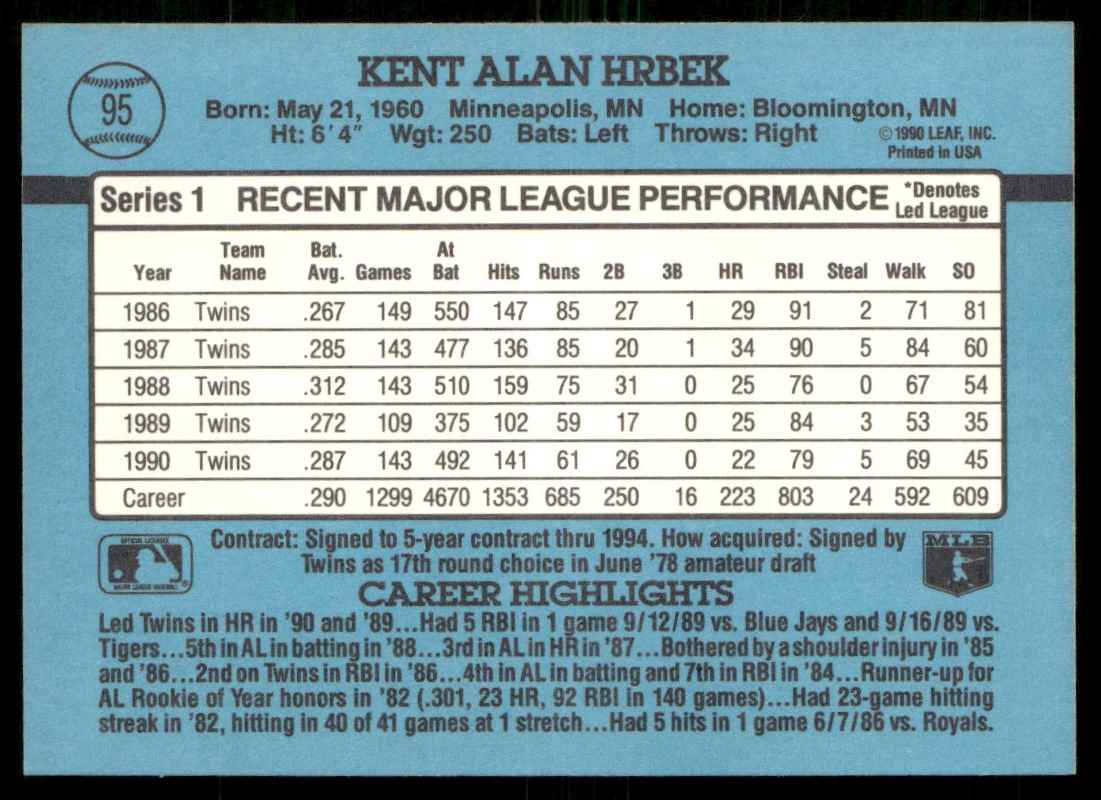 95
KENT ALAN HRBEK
Born: May 21, 1960 Minneapolis, MN Home: Bloomington, MN
Ht: 6'4" Wgt: 250 Bats: Left Throws: Right ©1990 LEAF, INC.
Printed in USA
Series 1 RECENT MAJOR LEAGUE PERFORMANCE *Denotes Led League
Year Team Name Bat. Avg. Games At Bat Hits Runs 2B 3B HR RBI Steal Walk SO
1986 Twins .267 149 550 147 85 27 1 29 91 2 71 81
1987 Twins .285 143 477 136 85 20 1 34 90 5 84 60
1988 Twins .312 143 510 159 75 31 0 25 76 0 67 54
1989 Twins .272 109 375 102 59 17 0 25 84 3 53 35
1990 Twins .287 143 492 141 61 26 0 22 79 5 69 45
Career .290 1299 4670 1353 685 250 16 223 803 24 592 609
Contract: Signed to 5-year contract thru 1994. How acquired: Signed by
Twins as 17th round choice in June '78 amateur draft
OFFICIAL LICENSEE
MAJOR LEAGUE BASEBALL
®
MLB
CAREER HIGHLIGHTS
Led Twins in HR in '90 and '89...Had 5 RBI in 1 game 9/12/89 vs. Blue Jays and 9/16/89 vs.
Tigers...5th in AL in batting in '88...3rd in AL in HR in '87...Bothered by a shoulder injury in '85
and '86...2nd on Twins in RBI in '86...4th in AL in batting and 7th in RBI in '84...Runner-up for
AL Rookie of Year honors in '82 (.301, 23 HR, 92 RBI in 140 games)...Had 23-game hitting
streak in '82, hitting in 40 of 41 games at 1 stretch...Had 5 hits in 1 game 6/7/86 vs. Royals.